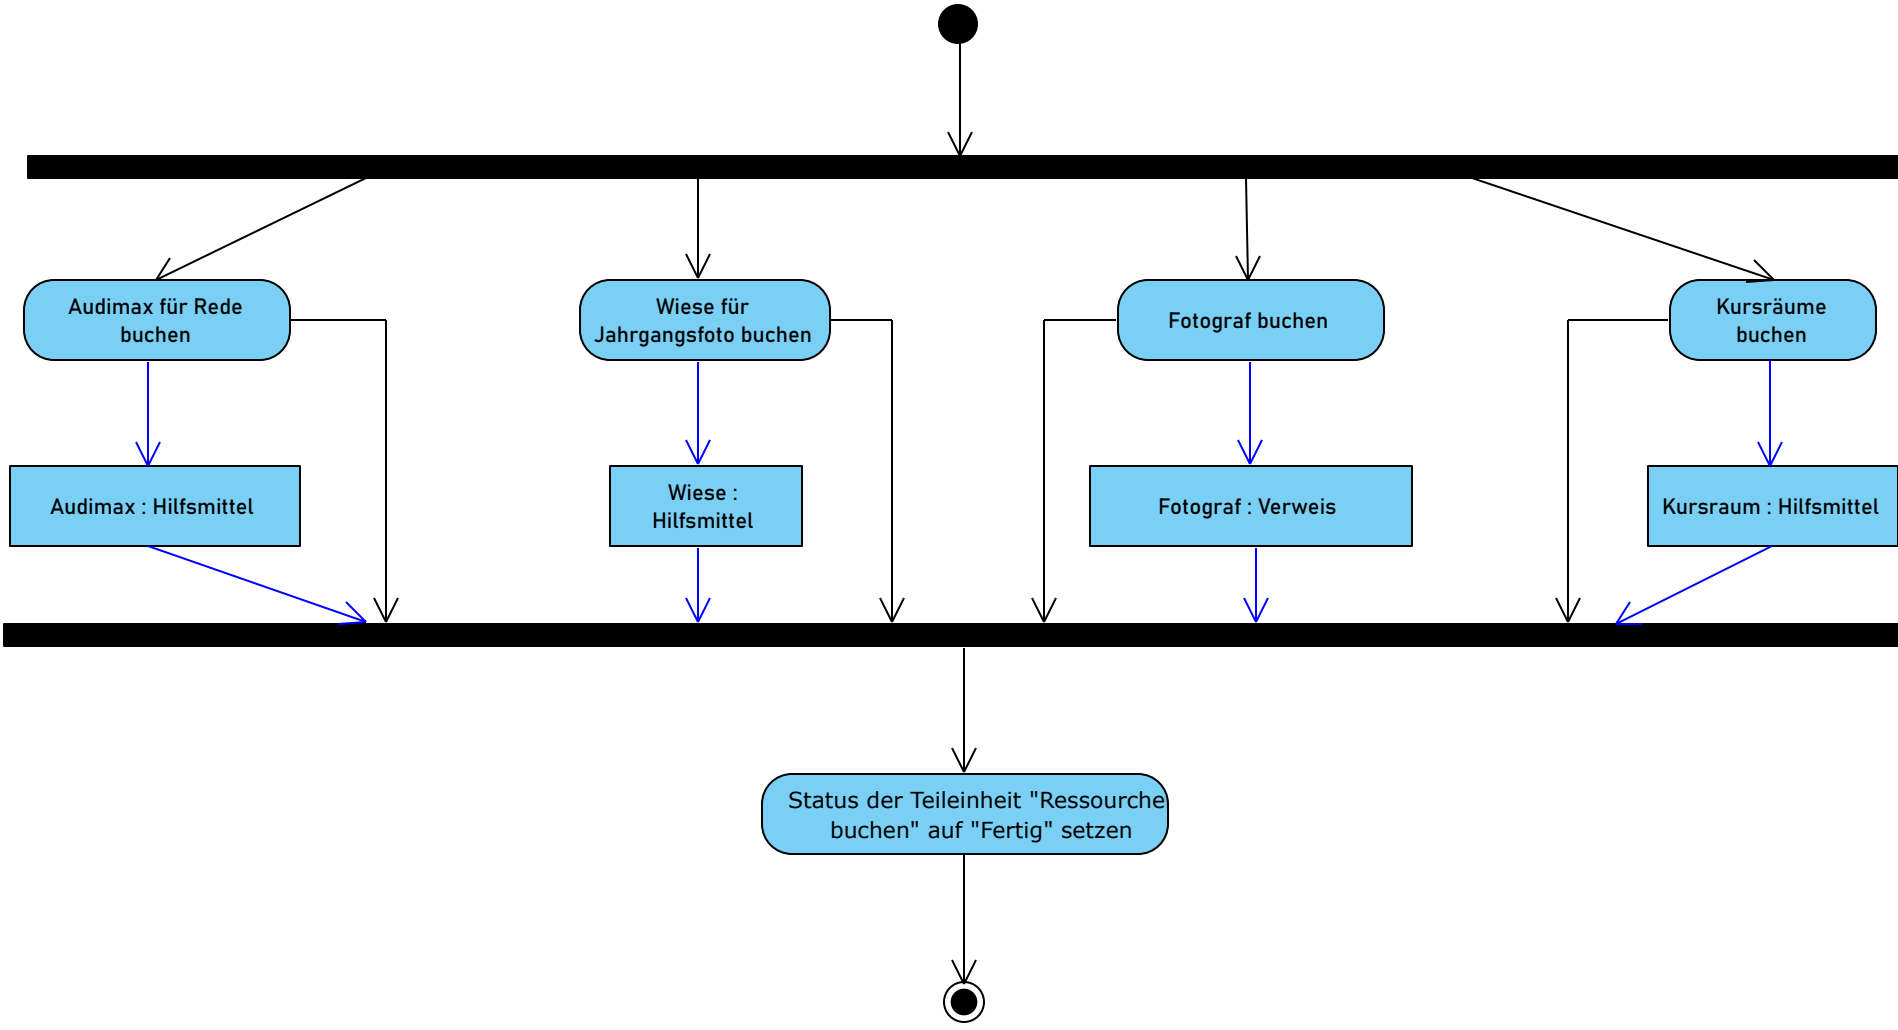 Audimax für Rede
buchen
Wiese für
Jahrgangsfoto buchen
Fotograf buchen
Kursräume
buchen
Audimax : Hilfsmittel
Wiese :
Hilfsmittel
Fotograf : Verweis
Kursraum : Hilfsmittel
Status der Teileinheit "Ressourche
buchen" auf "Fertig" setzen